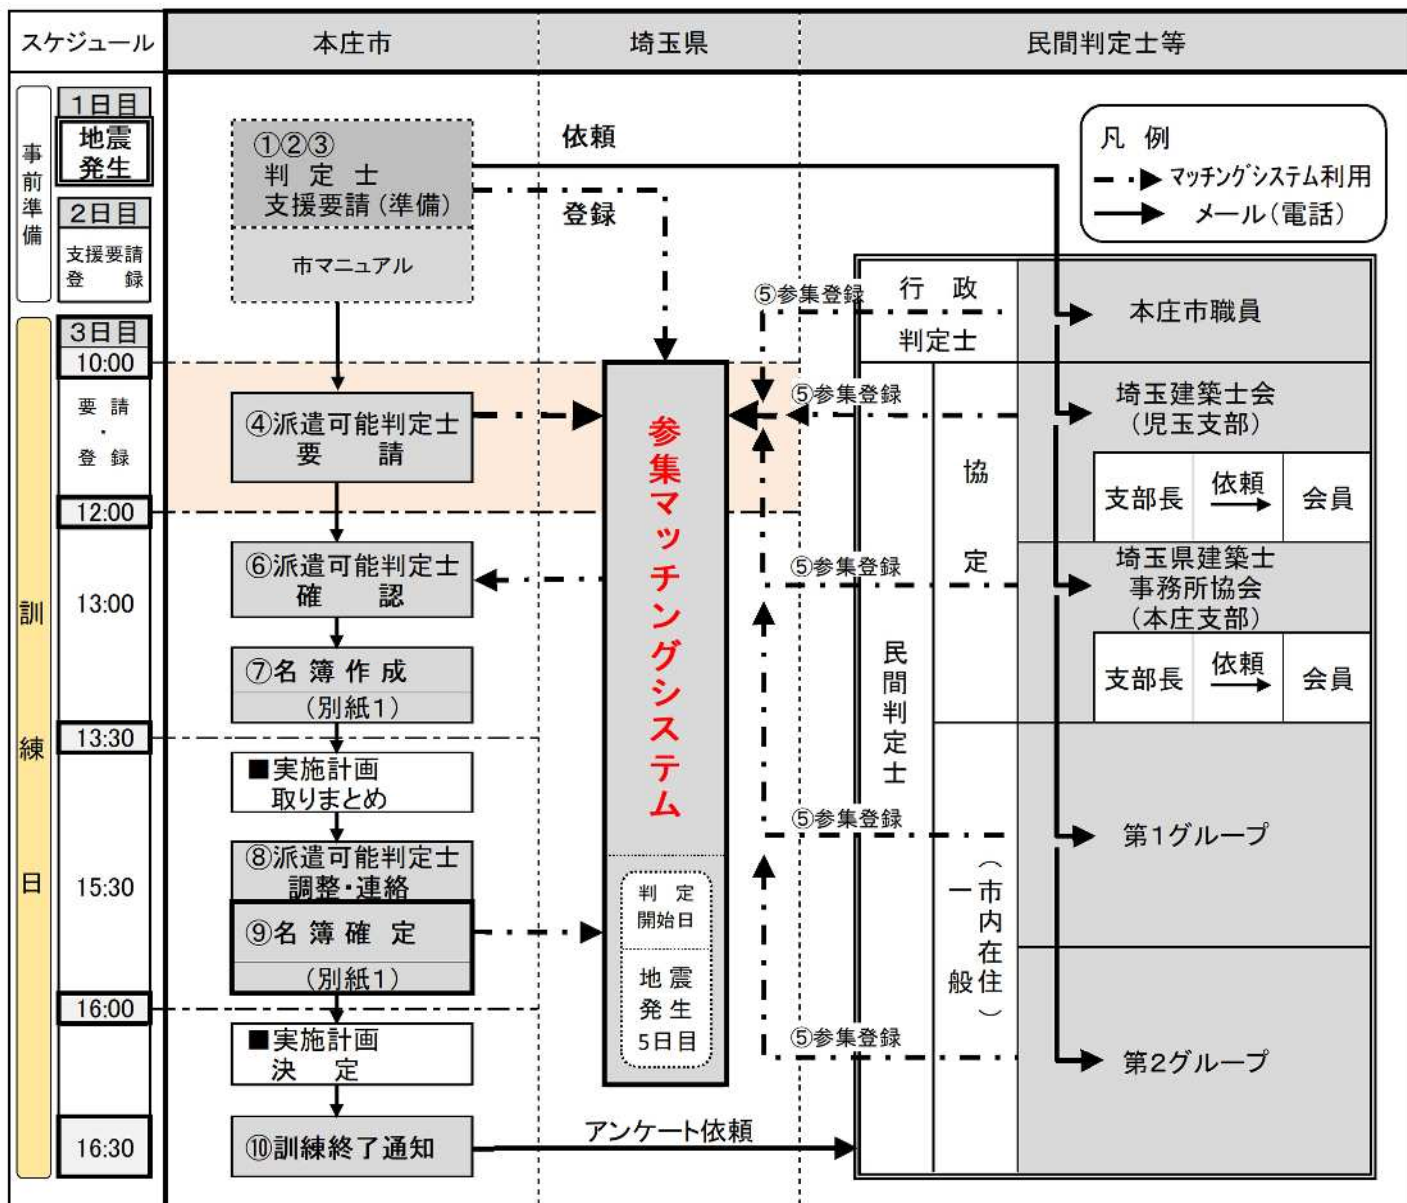 スケジュール
本庄市
埼玉県
民間判定士等
事前準備
1日目
地震
発生
2日目
支援要請
登　録
①②③
判 定 士
支援要請(準備)
市マニュアル
依頼
登録
凡 例
マッチングシステム利用
メール(電話)
訓練日
3日目
10:00
要 請
・
登 録
12:00
13:00
13:30
15:30
16:00
16:30
④派遣可能判定士
要　請
⑥派遣可能判定士
確　認
⑦名 簿 作 成
(別紙1)
■実施計画
取りまとめ
⑧派遣可能判定士
調整・連絡
⑨名 簿 確 定
(別紙1)
■実施計画
決　定
⑩訓練終了通知
参集マッチングシステム
判 定
開始日
地 震
発 生
5日目
アンケート依頼
⑤参集登録
⑤参集登録
⑤参集登録
⑤参集登録
⑤参集登録
行 政
判定士
民間判定士
協定
一般
(市内在住)
本庄市職員
埼玉建築士会
(児玉支部)
支部長
依頼
会員
埼玉県建築士
事務所協会
(本庄支部)
支部長
依頼
会員
第1グループ
第2グループ